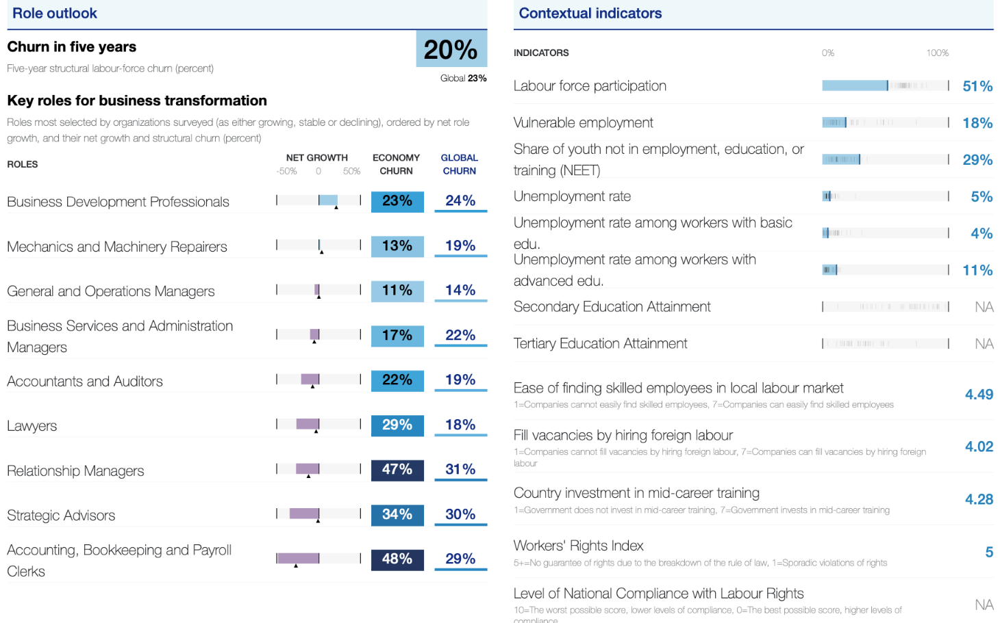 Role outlook
Churn in five years
20%
Five-year structural labour-force churn (percent)
Global 23%
Key roles for business transformation
Roles most selected by organizations surveyed (as either growing, stable or declining), ordered by net role
growth, and their net growth and structural churn (percent)
ROLES
NET GROWTH
-50% 0 50%
ECONOMY
CHURN
GLOBAL
CHURN
Business Development Professionals 23% 24%
Mechanics and Machinery Repairers 13% 19%
General and Operations Managers 11% 14%
Business Services and Administration
Managers
17% 22%
Accountants and Auditors 22% 19%
Lawyers 29% 18%
Relationship Managers 47% 31%
Strategic Advisors 34% 30%
Accounting, Bookkeeping and Payroll
Clerks
48% 29%
Contextual indicators
INDICATORS 0% 100%
Labour force participation 51%
Vulnerable employment 18%
Share of youth not in employment, education, or
training (NEET)
29%
Unemployment rate 5%
Unemployment rate among workers with basic
edu.
4%
Unemployment rate among workers with
advanced edu.
11%
Secondary Education Attainment NA
Tertiary Education Attainment NA
Ease of finding skilled employees in local labour market
1=Companies cannot easily find skilled employees, 7=Companies can easily find skilled employees
4.49
Fill vacancies by hiring foreign labour
1=Companies cannot fill vacancies by hiring foreign labour, 7=Companies can fill vacancies by hiring foreign
labour
4.02
Country investment in mid-career training
1=Government does not invest in mid-career training, 7=Government invests in mid-career training
4.28
Workers' Rights Index
5+=No guarantee of rights due to the breakdown of the rule of law, 1=Sporadic violations of rights
5
Level of National Compliance with Labour Rights
10=The worst possible score, lower levels of compliance, 0=The best possible score, higher levels of
compliance
NA